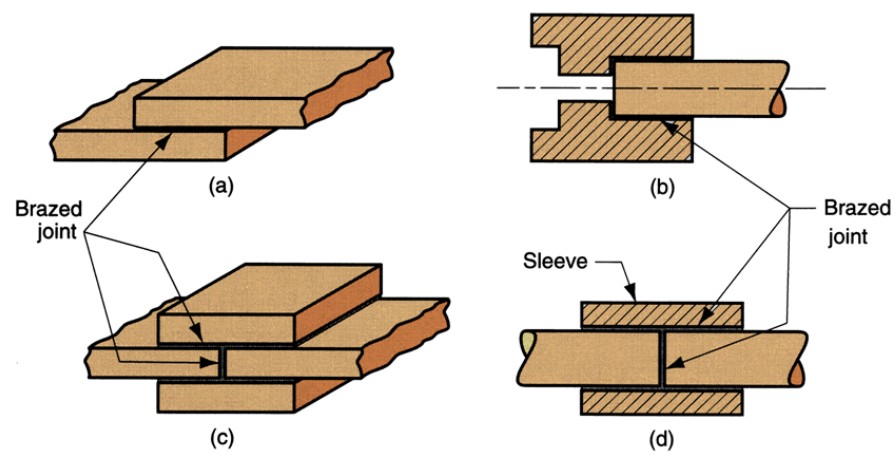 (a)
(b)
Brazed
joint
Brazed
joint
Sleeve
(c)
(d)